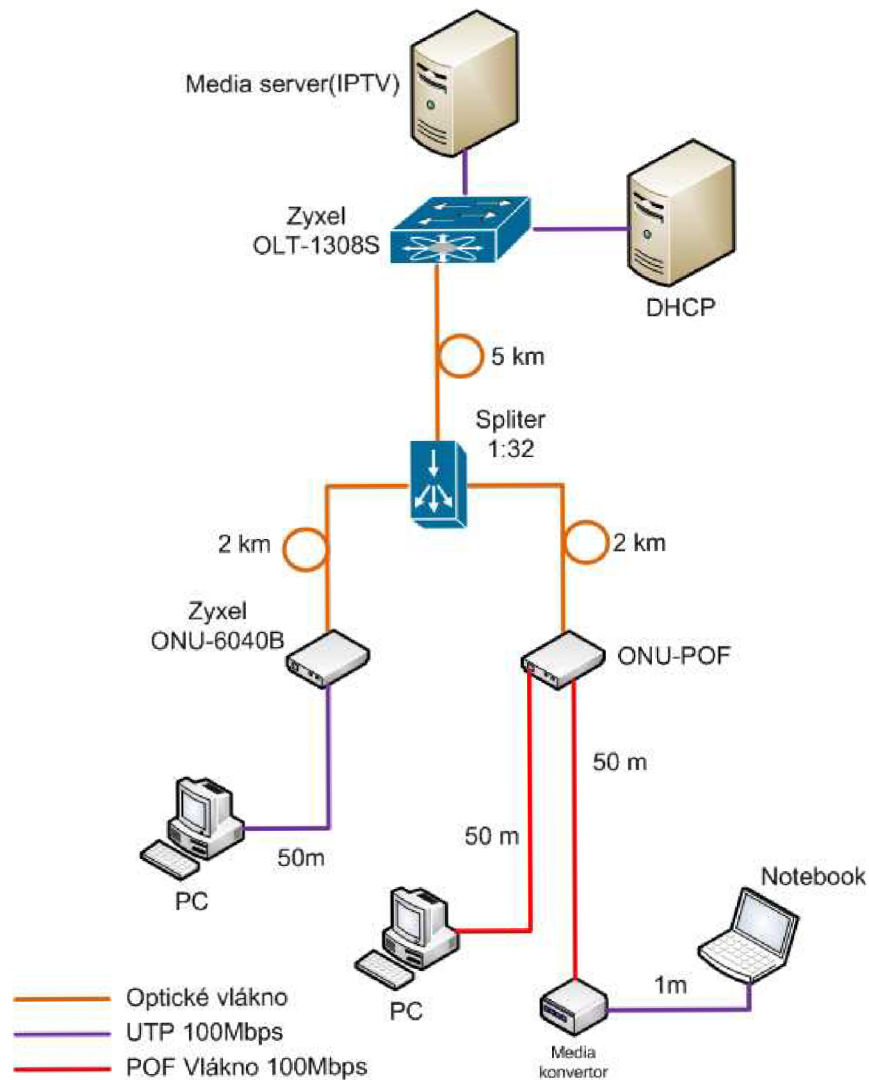 Media server(IPTV)
Zyxel
OLT-1308S
DHCP
5 km
Spliter
1:32
2 km
2 km
Zyxel
ONU-6040B
ONU-POF
50 m
50 m
50m
PC
Notebook
1m
PC
Media
konvertor
Optické vlákno
UTP 100Mbps
POF Vlákno 100Mbps